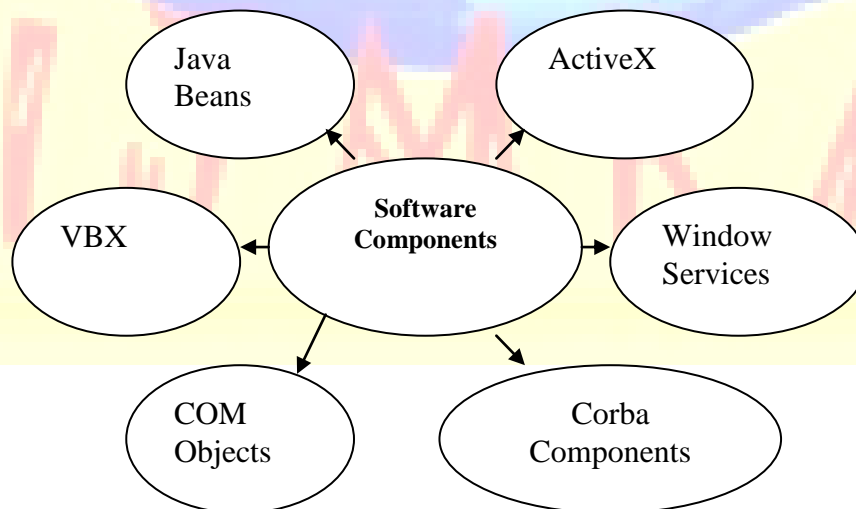 Java
Beans
ActiveX
Software
Components
VBX
Window
Services
COM
Objects
Corba
Components